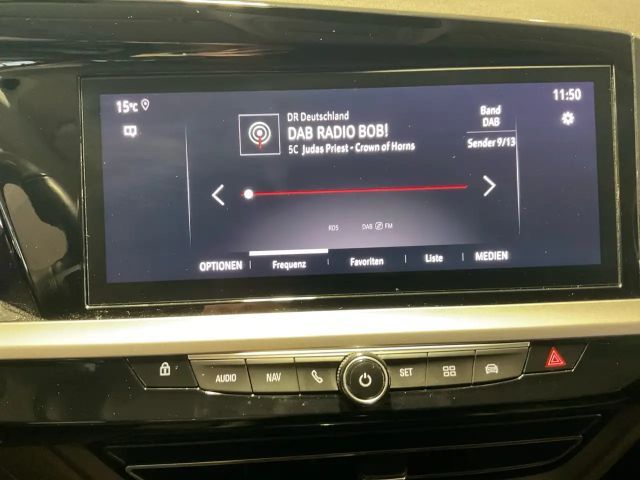 15°C
11:50
DR Deutschland
DAB RADIO BOB!
5C Judas Priest - Crown of Horns
Band
DAB
Sender 9/13
RDS DAB FM
OPTIONEN Frequenz Favoriten Liste MEDIEN
AUDIO NAV SET